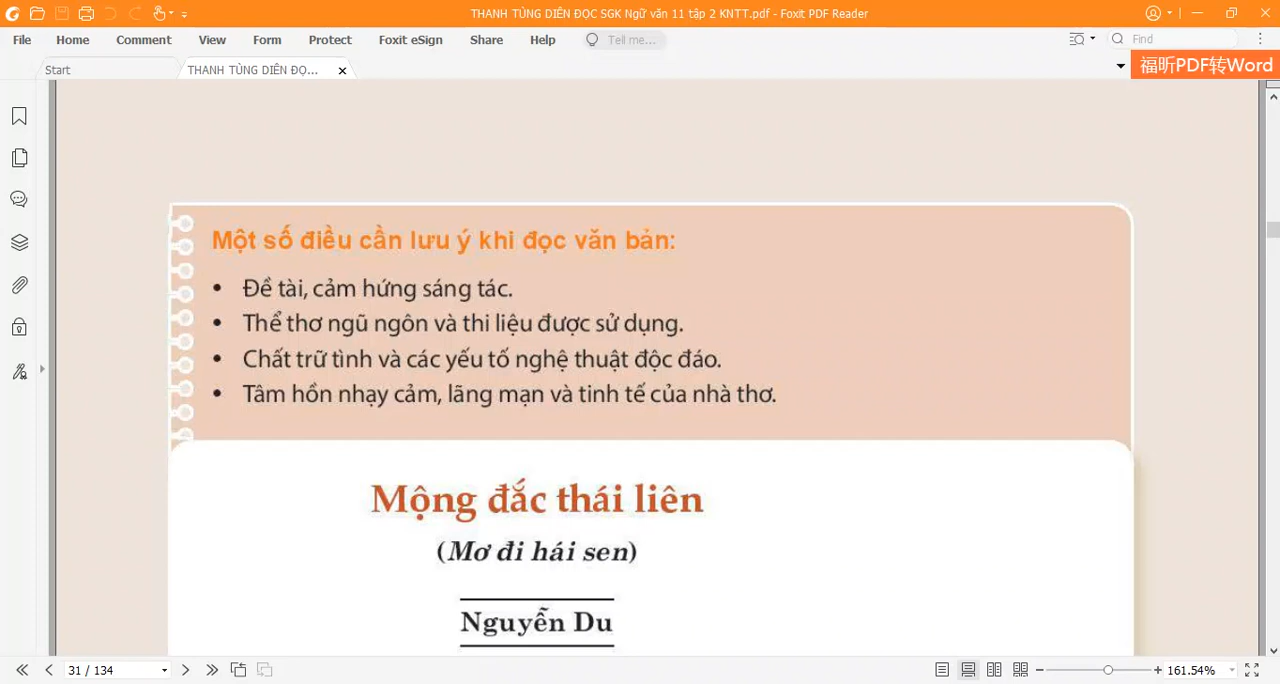 THANH TÙNG DIÊN ĐỌC SGK Ngữ văn 11 tập 2 KNTT.pdf - Foxit PDF Reader
File Home Comment View Form Protect Foxit eSign Share Help Tell me... Find
Start THANH TÙNG DIÊN ĐỌ...
福昕PDF转Word
Một số điều cần lưu ý khi đọc văn bản:
• Đề tài, cảm hứng sáng tác.
• Thể thơ ngũ ngôn và thi liệu được sử dụng.
• Chất trữ tình và các yếu tố nghệ thuật độc đáo.
• Tâm hồn nhạy cảm, lãng mạn và tinh tế của nhà thơ.
Mộng đắc thái liên
(Mơ đi hái sen)
Nguyễn Du
31 / 134
161.54%